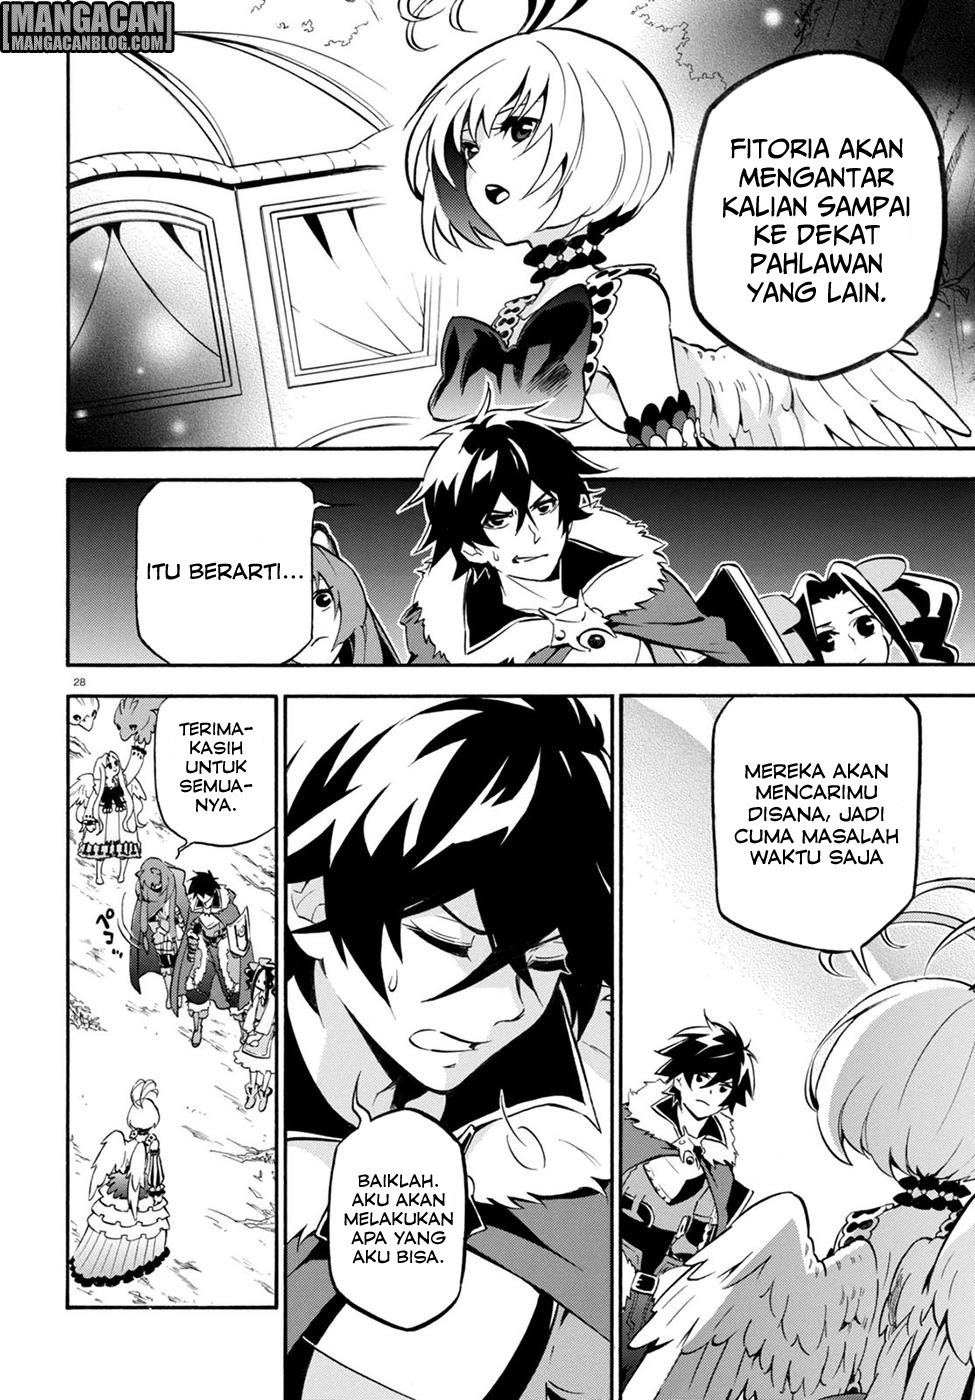 MANGACAN
MANGACANBLOG.COM
FITORIA AKAN
MENGANTAR
KALIAN SAMPAI
KE DEKAT
PAHLAWAN
YANG LAIN.
ITU BERARTI...
28
MEREKA AKAN
MENCARIMU
DISANA, JADI
CUMA MASALAH
WAKTU SAJA
BAIKLAH.
AKU AKAN
MELAKUKAN
APA YANG
AKU BISA.
TERIMA-
KASIH
UNTUK
SEMUA-
NYA.
ペコ...